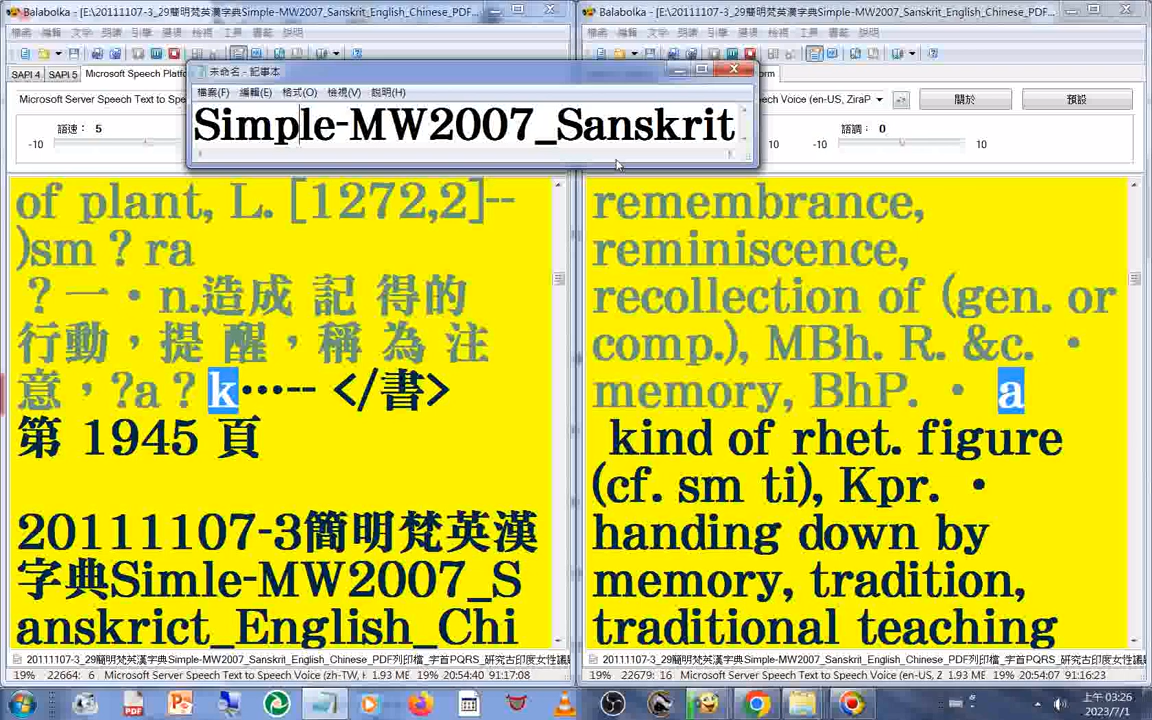 Balabolka - [E:\20111107-3_29簡明梵英漢字典Simple-MW2007_Sanskrit_English_Chinese_PDF...
Balabolka - [E:\20111107-3_29簡明梵英漢字典Simple-MW2007_Sanskrit_English_Chinese_PDF...
SAPI 4 SAPI 5 Microsoft Speech Platf
未命名 - 記事本
檔案(F) 編輯(E) 格式(O) 檢視(V) 說明(H)
Simple-MW2007_Sanskrit
Microsoft Server Speech Text to Spee
ech Voice (en-US, ZiraP
關於
預設
語速： 5
-10
語調： 0
-10 10
of plant, L. [1272,2]--
)sm？ra
？一・n.造成 記 得的
行動，提 醒，稱 為 注
意，?a？k…-- </書>
第 1945 頁
20111107-3簡明梵英漢
字典Simle-MW2007_S
anskrict_English_Chi
remembrance,
reminiscence,
recollection of (gen. or
comp.), MBh. R. &c. ・
memory, BhP. ・ a
kind of rhet. figure
(cf. sm ti), Kpr. ・
handing down by
memory, tradition,
traditional teaching
20111107-3_29簡明梵英漢字典Simple-MW2007_Sanskrit_English_Chinese_PDF列印檔_字首PQRS_研究古印度女性議
20111107-3_29簡明梵英漢字典Simple-MW2007_Sanskrit_English_Chinese_PDF列印檔_字首PQRS_研究古印度女性議
19% 22664: 6 Microsoft Server Speech Text to Speech Voice (zh-TW, H 1.93 ME 19% 20:54:40 91:17:08
19% 22679: 16 Microsoft Server Speech Text to Speech Voice (en-US, Z 1.93 ME 19% 20:54:07 91:16:23
上午 03:26
2023/7/1